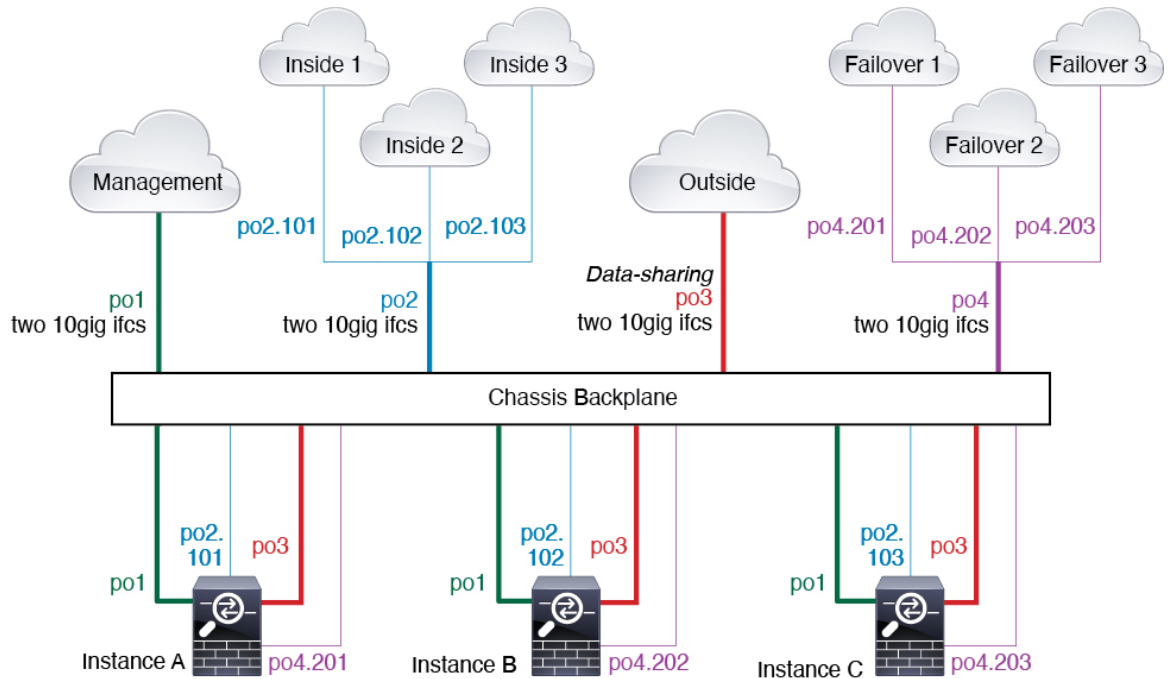 Inside 1
Inside 3
Failover 1
Failover 3
Inside 2
Failover 2
Management
Outside
po2.101
po2.102
po2.103
po4.201
po4.202
po4.203
po1
two 10gig ifcs
po2
two 10gig ifcs
Data-sharing
po3
two 10gig ifcs
po4
two 10gig ifcs
Chassis Backplane
po1
po2.
101
po3
Instance A
po4.201
po1
po2.
102
po3
Instance B
po4.202
po1
po2.
103
po3
Instance C
po4.203